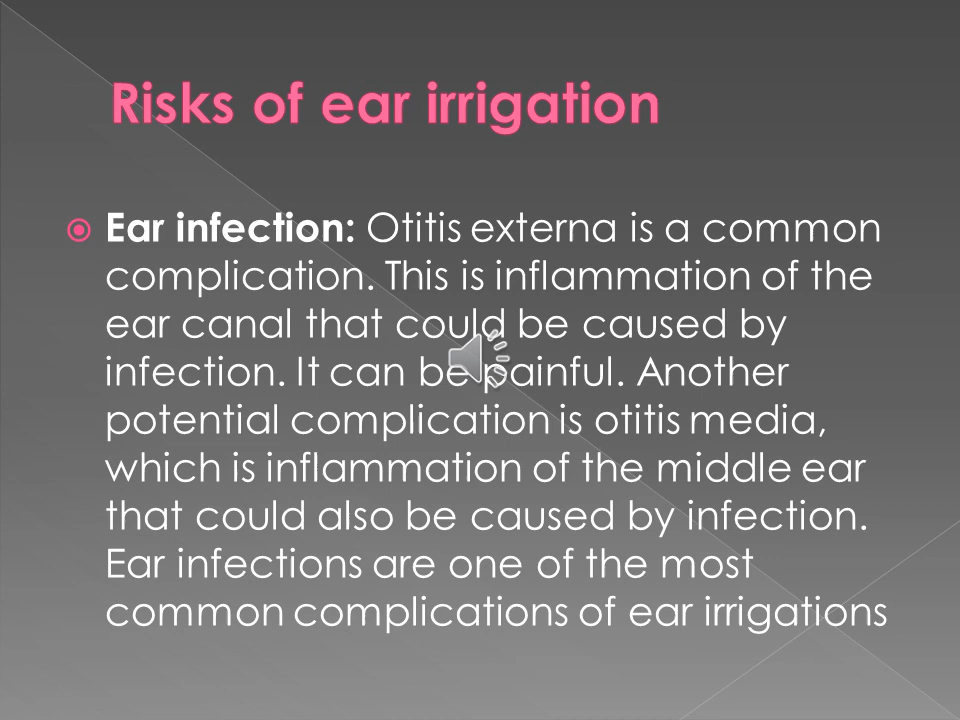 Risks of ear irrigation
Ear infection: Otitis externa is a common
complication. This is inflammation of the
ear canal that could be caused by
infection. It can be painful. Another
potential complication is otitis media,
which is inflammation of the middle ear
that could also be caused by infection.
Ear infections are one of the most
common complications of ear irrigations